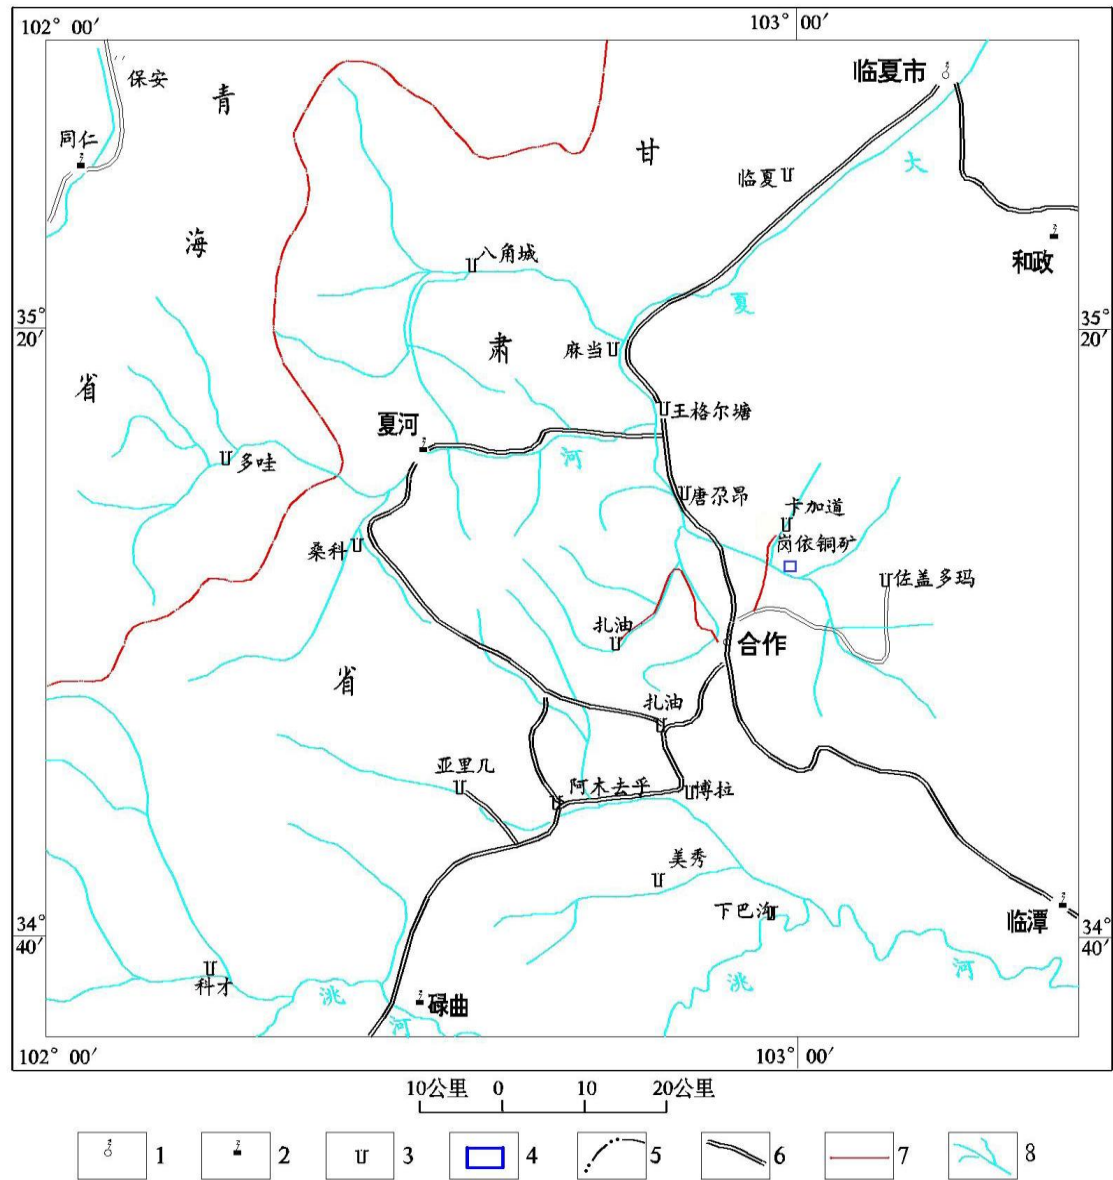 102° 00′
103° 00′
保安
青
临夏市
同仁
甘
大
临夏
海
和政
八角城
夏
35°
20′
35°
20′
肃
麻当
省
王格尔塘
夏河
河
多哇
唐尕昂
卡加道
岗依铜矿
桑科
佐盖多玛
扎油
合作
省
扎油
亚里几
阿木去乎
博拉
美秀
下巴沟
临潭
34°
40′
34°
40′
科才
洮
洮
河
碌曲
河
102° 00′
103° 00′
10公里 0 10 20公里
1 2 3 4 5 6 7 8